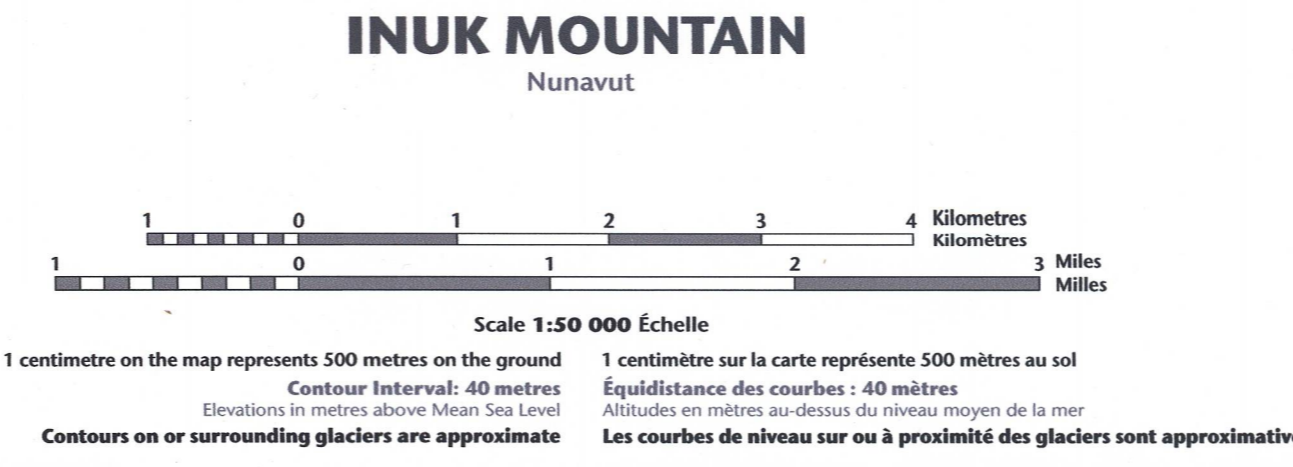 INUK MOUNTAIN
Nunavut
1 0 1 2 3 4 Kilometres
Kilomètres
1 0 1 2 3 Miles
Milles
Scale 1:50 000 Échelle
1 centimetre on the map represents 500 metres on the ground
Contour Interval: 40 metres
Elevations in metres above Mean Sea Level
Contours on or surrounding glaciers are approximate
1 centimètre sur la carte représente 500 mètres au sol
Équidistance des courbes : 40 mètres
Altitudes en mètres au-dessus du niveau moyen de la mer
Les courbes de niveau sur ou à proximité des glaciers sont approximative